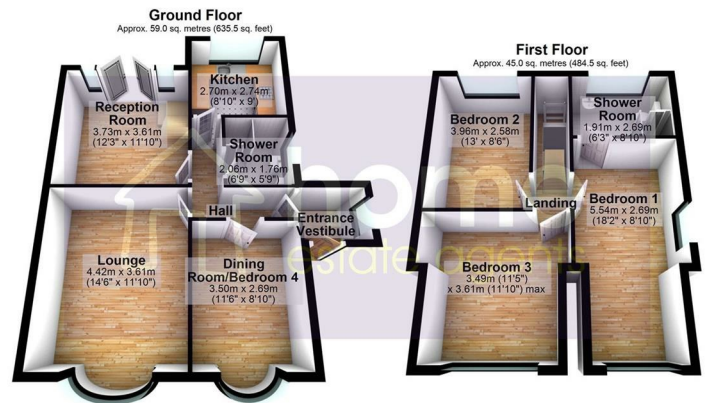 Ground Floor
Approx. 59.0 sq. metres (635.5 sq. feet)
Kitchen
2.70m x 2.74m
(8'10" x 9')
Reception
Room
3.73m x 3.61m
(12'3" x 11'10")
Shower
Room
2.06m x 1.76m
(6'9" x 5'9")
Hall
Entrance
Vestibule
Lounge
4.42m x 3.61m
(14'6" x 11'10")
Dining
Room/Bedroom 4
3.50m x 2.69m
(11'6" x 8'10")
First Floor
Approx. 45.0 sq. metres (484.5 sq. feet)
Bedroom 2
3.96m x 2.58m
(13' x 8'6")
Shower
Room
1.91m x 2.69m
(6'3" x 8'10")
Landing
Bedroom 1
5.54m x 2.69m
(18'2" x 8'10")
Bedroom 3
3.49m (11'5")
x 3.61m (11'10") max
home
estate agents